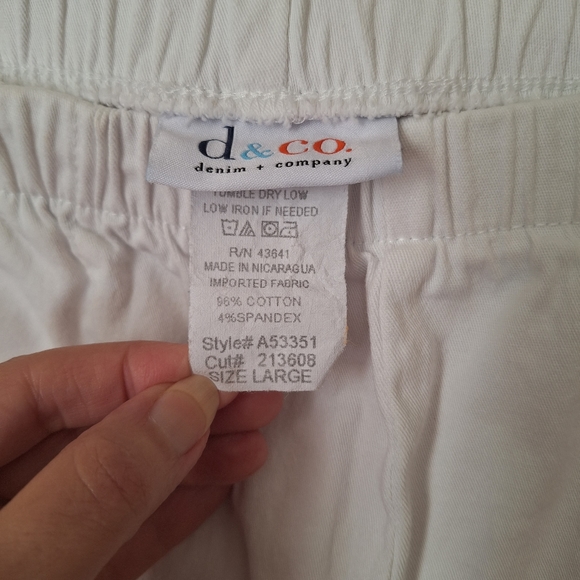 d & co.
denim + company
TUMBLE DRY LOW
LOW IRON IF NEEDED
R/N 43641
MADE IN NICARAGUA
IMPORTED FABRIC
96% COTTON
4%SPANDEX
Style# A53351
Cut# 213608
SIZE LARGE